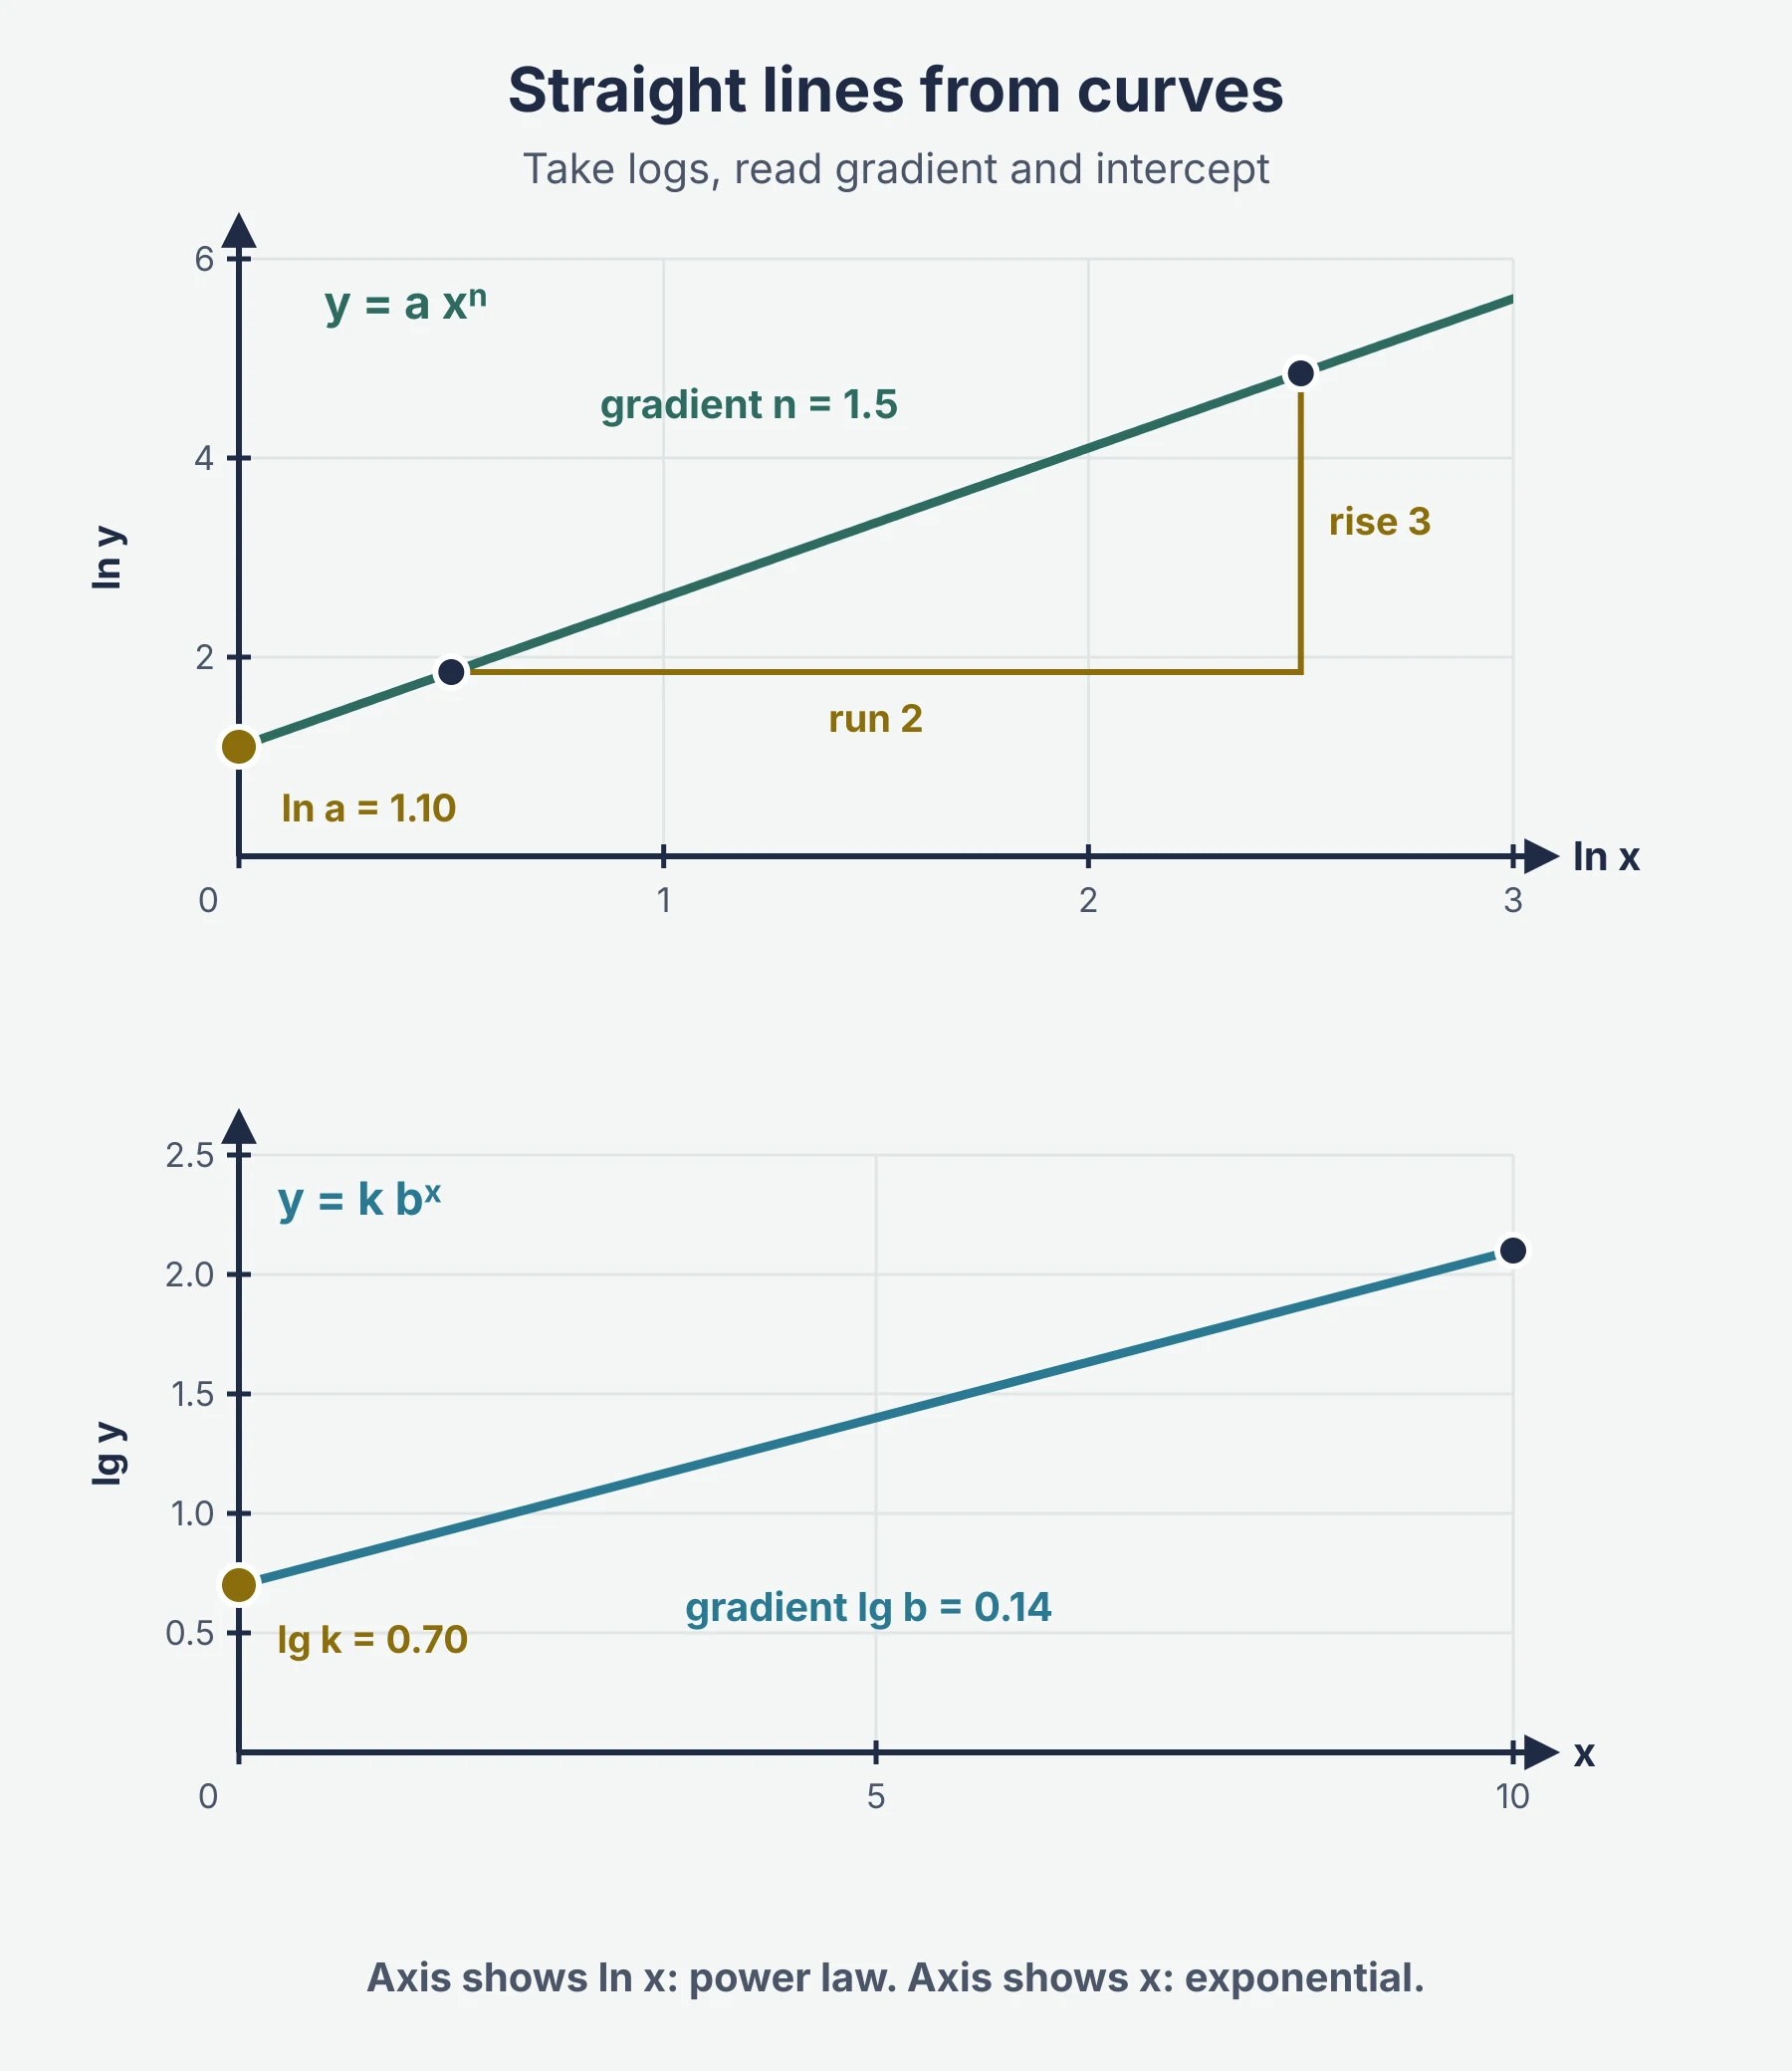 Straight lines from curves
Take logs, read gradient and intercept
6
y = a xⁿ
gradient n = 1.5
4
rise 3
ln y
2
run 2
ln a = 1.10
ln x
0
1
2
3
2.5
y = k bˣ
2.0
1.5
lg y
1.0
gradient lg b = 0.14
0.5
lg k = 0.70
x
0
5
10
Axis shows ln x: power law. Axis shows x: exponential.